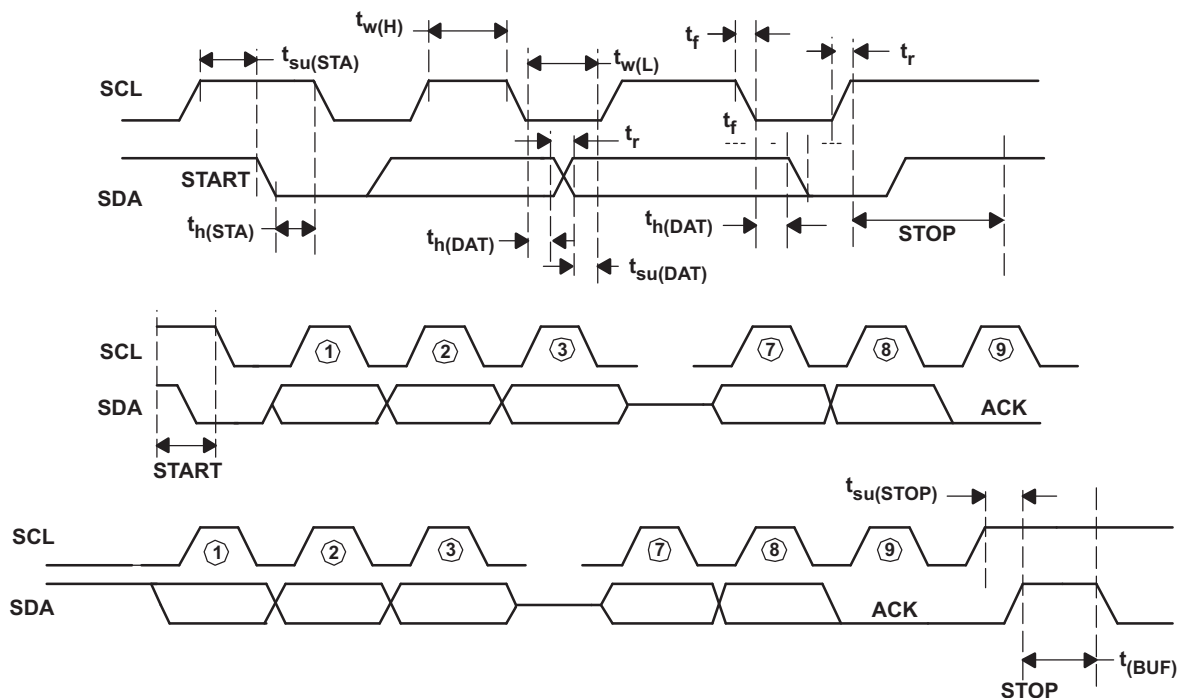 tw(H)
tf
tsu(STA)
tw(L)
tr
SCL
tr
tf
START
SDA
th(STA)
th(DAT)
th(DAT)
STOP
tsu(DAT)
SCL
1 2 3 7 8 9
SDA
ACK
START
tsu(STOP)
SCL
1 2 3 7 8 9
SDA
ACK
t(BUF)
STOP